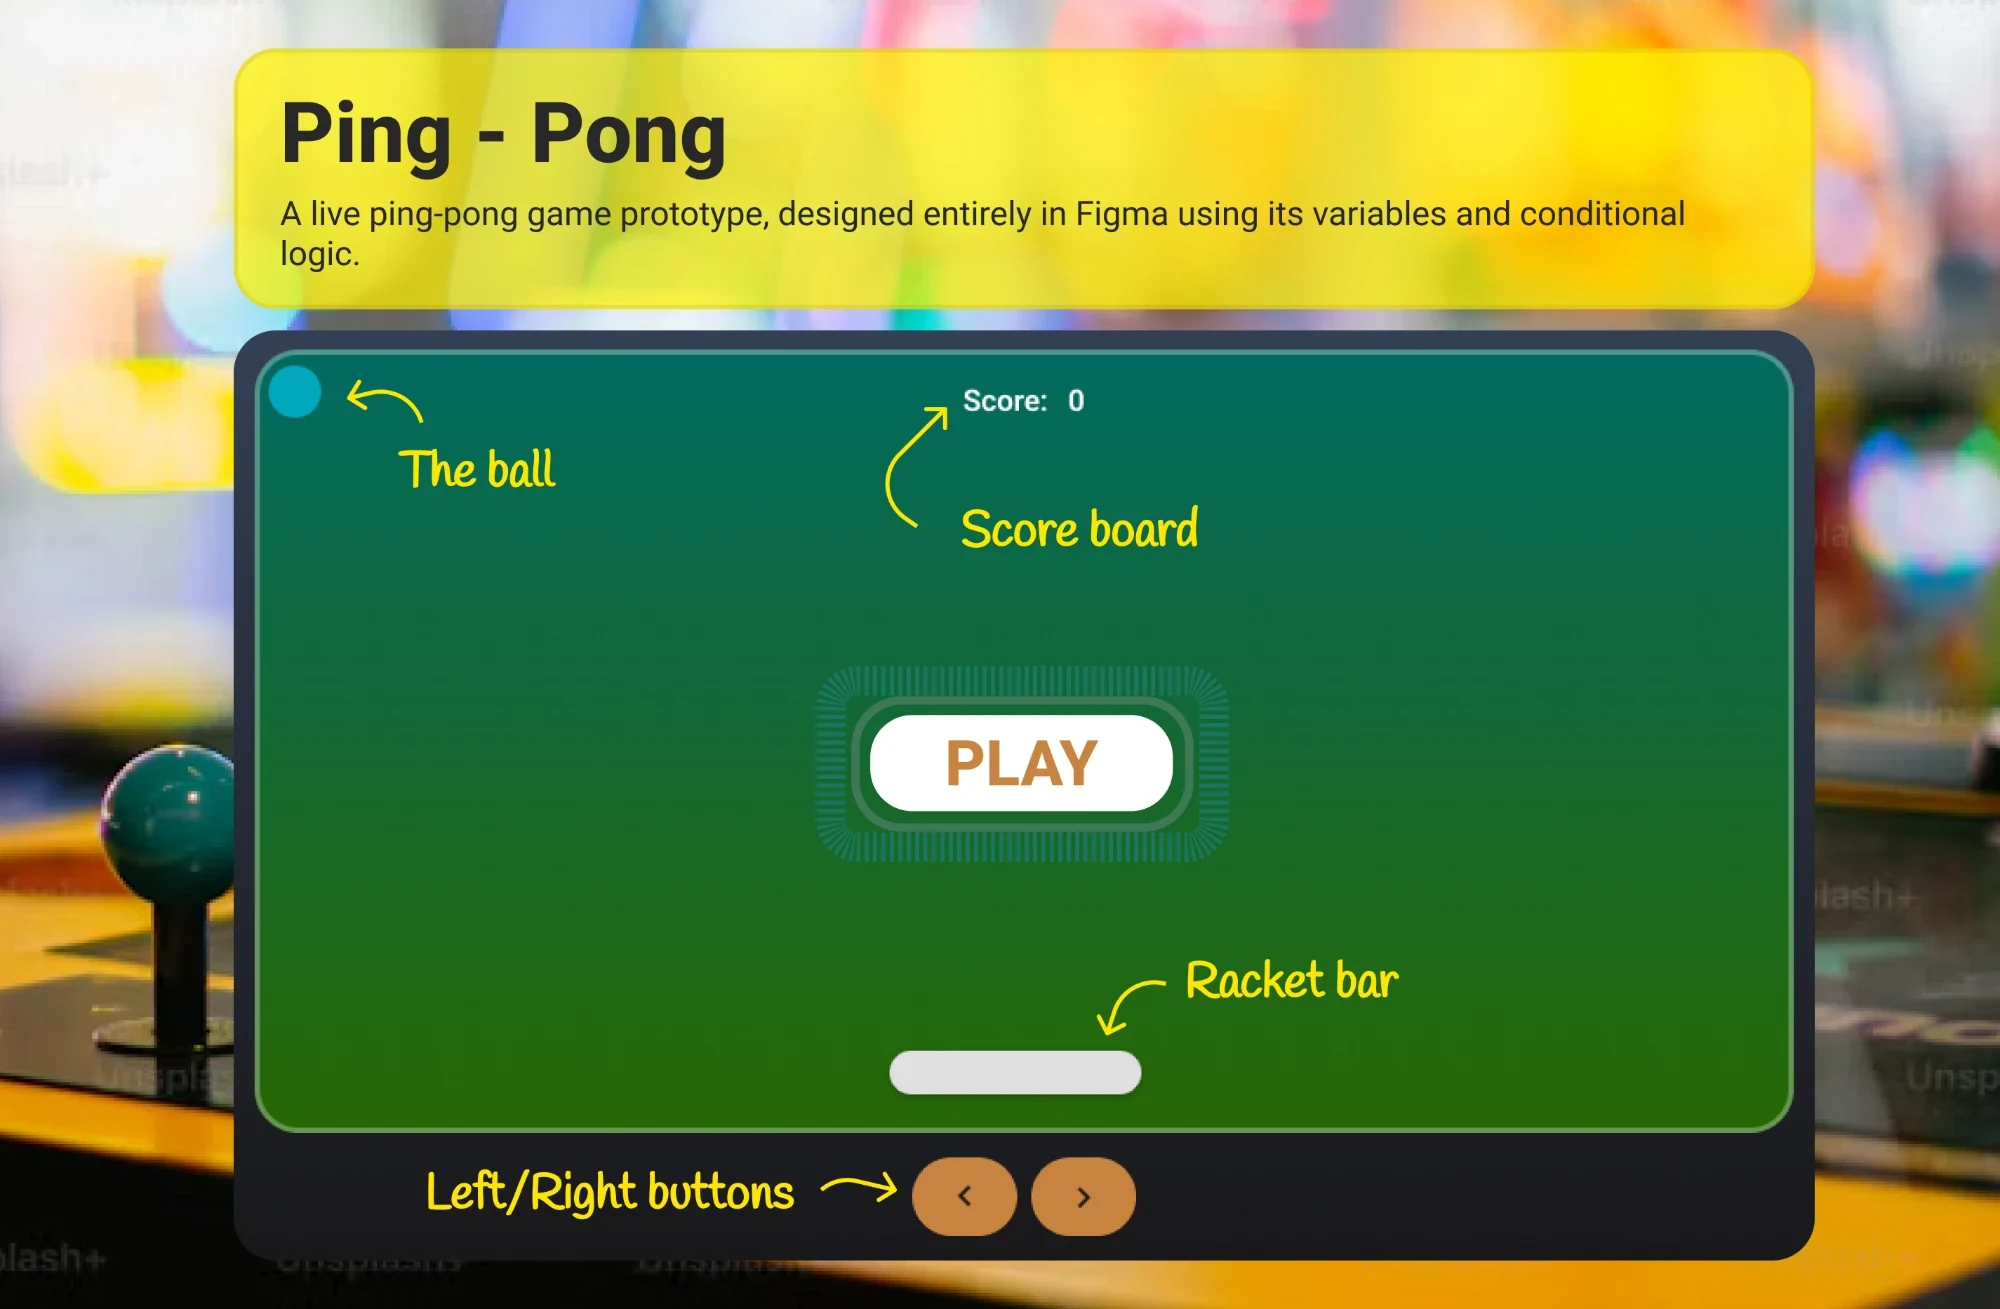 Ping - Pong
A live ping-pong game prototype, designed entirely in Figma using its variables and conditional
logic.
Score: 0
The ball
Score board
PLAY
Racket bar
Left/Right buttons
< >
Unsplash+